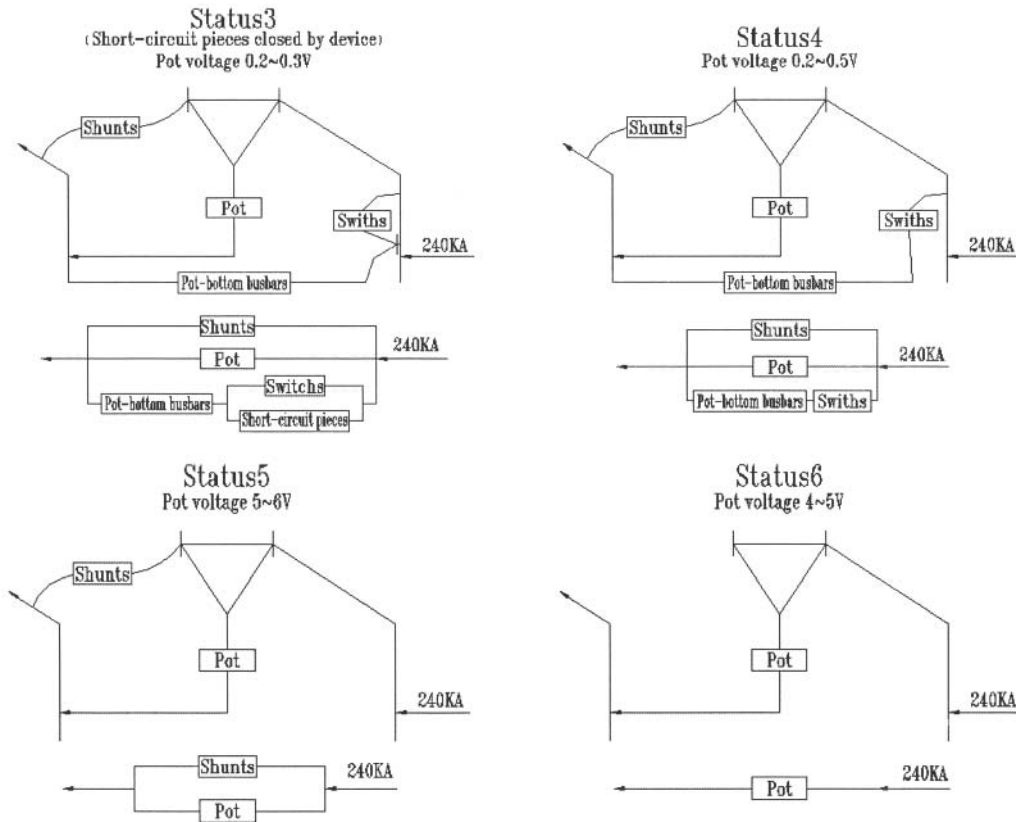 Status3
(Short-circuit pieces closed by device)
Pot voltage 0.2~0.3V
Shunts
Pot
Swiths
240KA
Pot-bottom busbars
Shunts
240KA
Pot
Switchs
Pot-bottom busbars
Short-circuit pieces
Status4
Pot voltage 0.2~0.5V
Shunts
Pot
Swiths
240KA
Pot-bottom busbars
Shunts
240KA
Pot
Pot-bottom busbars
Swiths
Status5
Pot voltage 5~6V
Shunts
Pot
240KA
Shunts
240KA
Pot
Status6
Pot voltage 4~5V
Pot
240KA
240KA
Pot